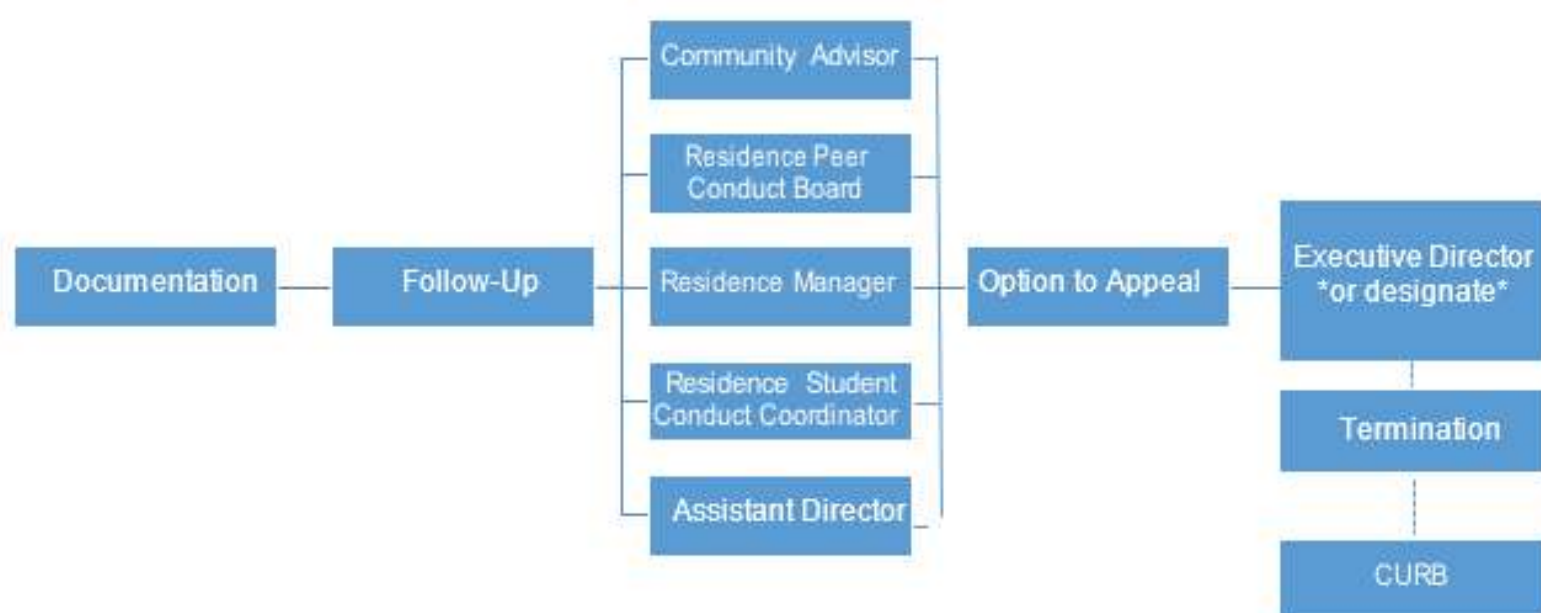 Documentation
Follow-Up
Community Advisor
Residence Peer
Conduct Board
Residence Manager
Residence Student
Conduct Coordinator
Assistant Director
Option to Appeal
Executive Director
*or designate*
Termination
CURB